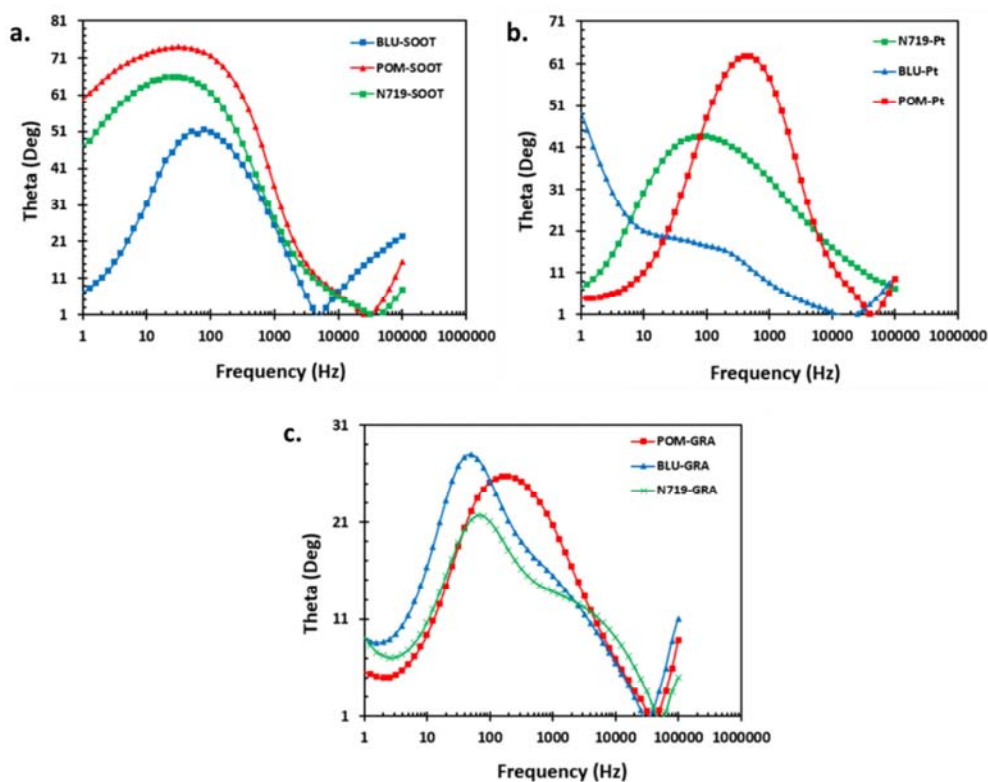 a.
81
71
61
51
41
31
21
11
1
Theta (Deg)
1 10 100 1000 10000 100000 1000000
Frequency (Hz)
BLU-SOOT
POM-SOOT
N719-SOOT
b.
71
61
51
41
31
21
11
1
Theta (Deg)
1 10 100 1000 10000 100000 1000000
Frequency (Hz)
N719-Pt
BLU-Pt
POM-Pt
c.
31
21
11
1
Theta (Deg)
1 10 100 1000 10000 100000 1000000
Frequency (Hz)
POM-GRA
BLU-GRA
N719-GRA